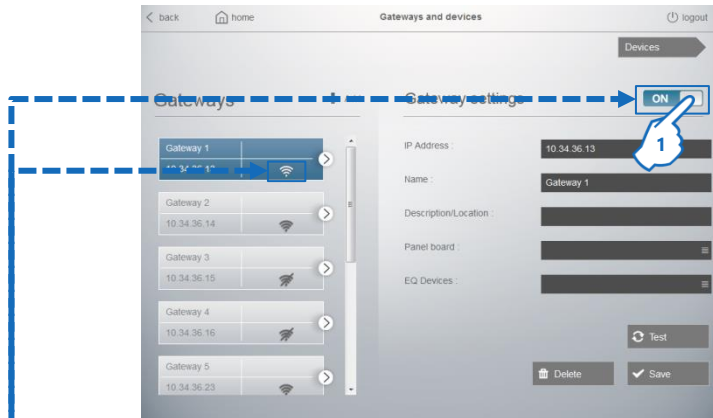 back
home
Gateways and devices
logout
Devices
Gateways
Gateway settings
ON
1
Gateway 1
Gateway 2
10.34.36.14
Gateway 3
10.34.36.15
Gateway 4
10.34.36.16
Gateway 5
10.34.36.23
IP Address :
10.34.36.13
Name :
Gateway 1
Description/Location :
Panel board :
EQ Devices :
Test
Delete
Save